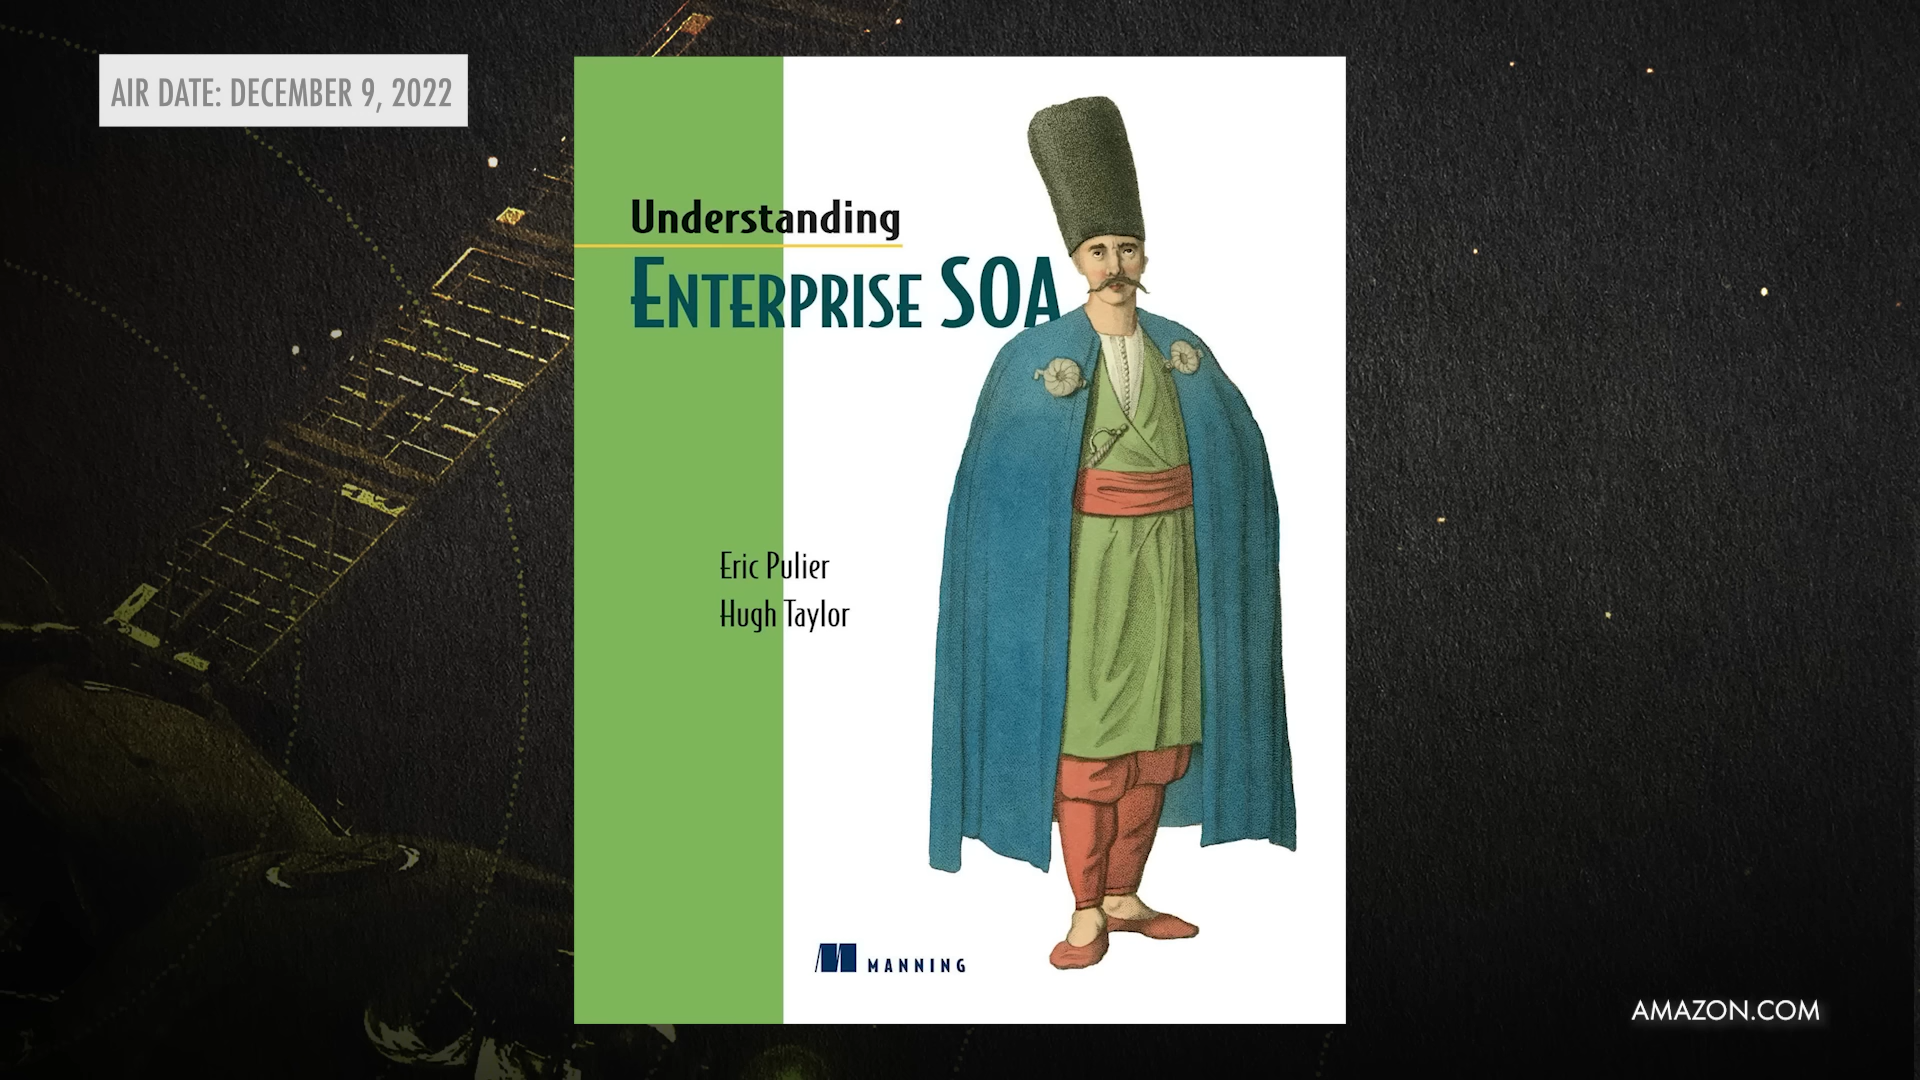 AIR DATE: DECEMBER 9, 2022
Understanding
ENTERPRISE SOA
Eric Pulier
Hugh Taylor
MANNING
AMAZON.COM